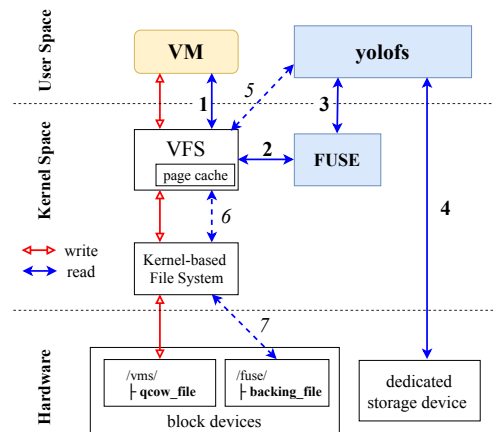 User Space
VM
yolofs
1
5
3
Kernel Space
VFS
page cache
2
FUSE
6
4
write
read
Kernel-based
File System
7
Hardware
/vms/
├ qcow_file
/fuse/
├ backing_file
block devices
dedicated
storage device